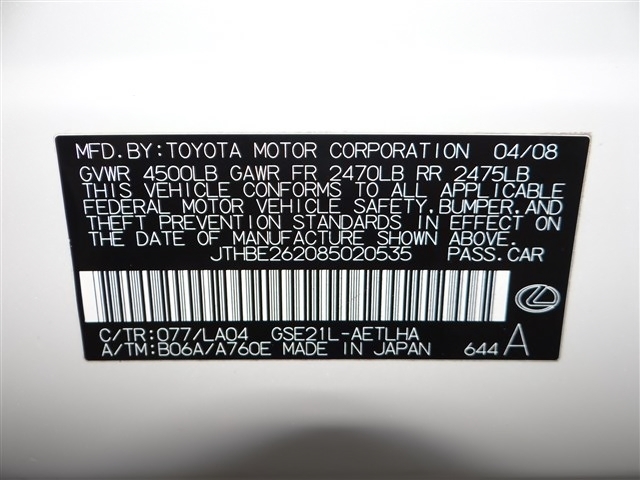 MFD.BY:TOYOTA MOTOR CORPORATION 04/08
GVWR 4500LB GAWR FR 2470LB RR 2475LB
THIS VEHICLE CONFORMS TO ALL APPLICABLE
FEDERAL MOTOR VEHICLE SAFETY,BUMPER,AND
THEFT PREVENTION STANDARDS IN EFFECT ON
THE DATE OF MANUFACTURE SHOWN ABOVE.
JTHBE262085020535 PASS.CAR
C/TR:077/LA04 GSE21L-AETLHA
A/TM:B06A/A760E MADE IN JAPAN 644 A